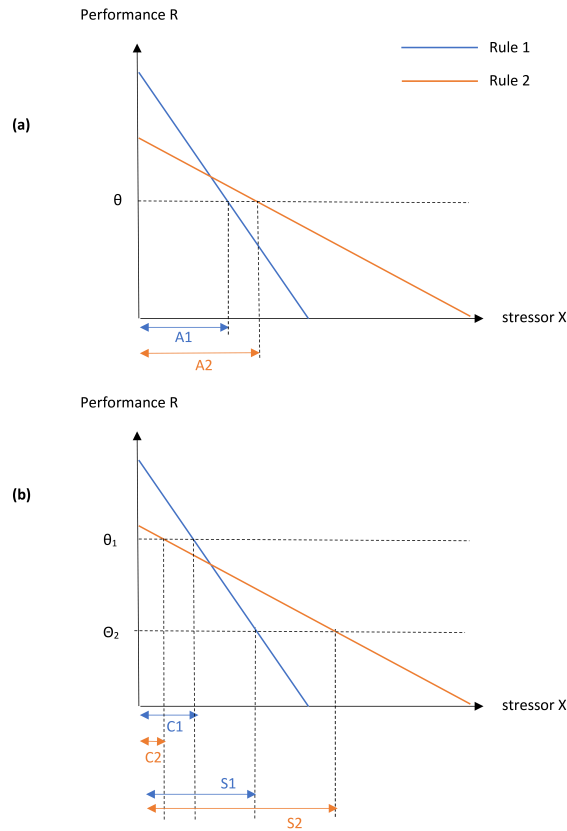 Performance R
Rule 1
Rule 2
(a)
θ
stressor X
A1
A2
Performance R
(b)
θ1
Θ2
stressor X
C1
C2
S1
S2